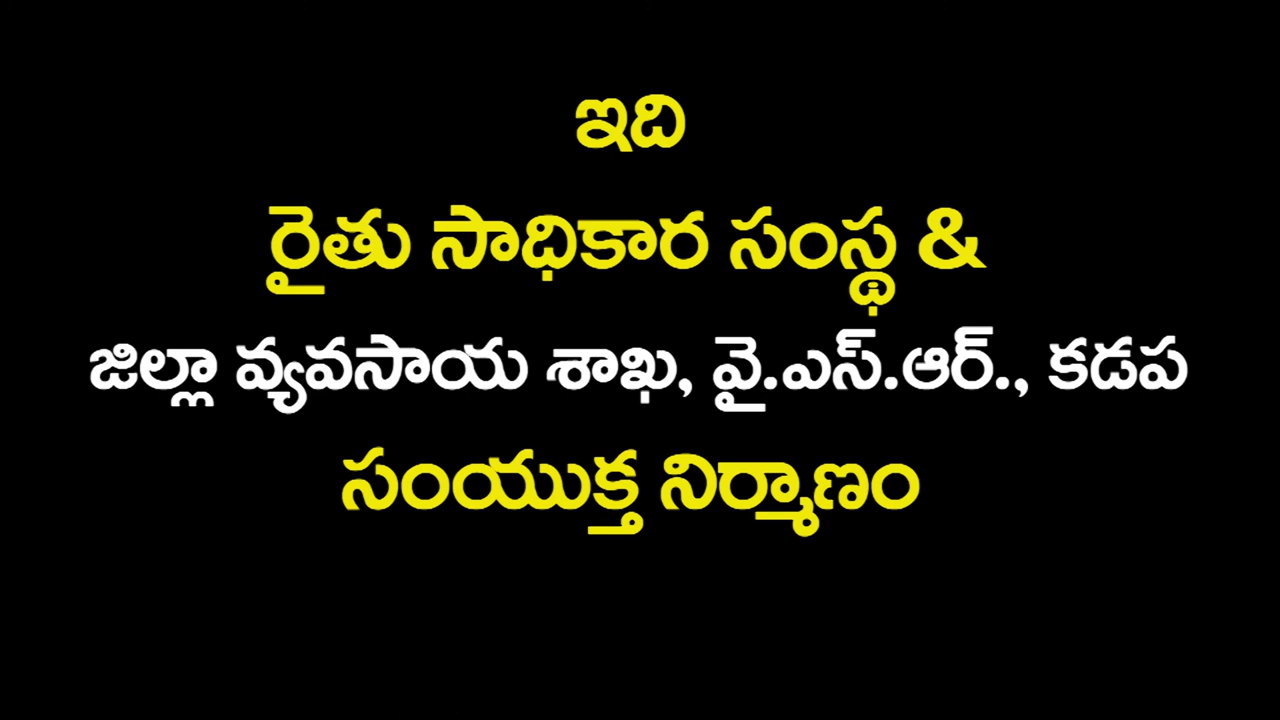 ఇది
రైతు సాధికార సంస్థ &
జిల్లా వ్యవసాయ శాఖ, వై.ఎస్.ఆర్., కడప
సంయుక్త నిర్మాణం